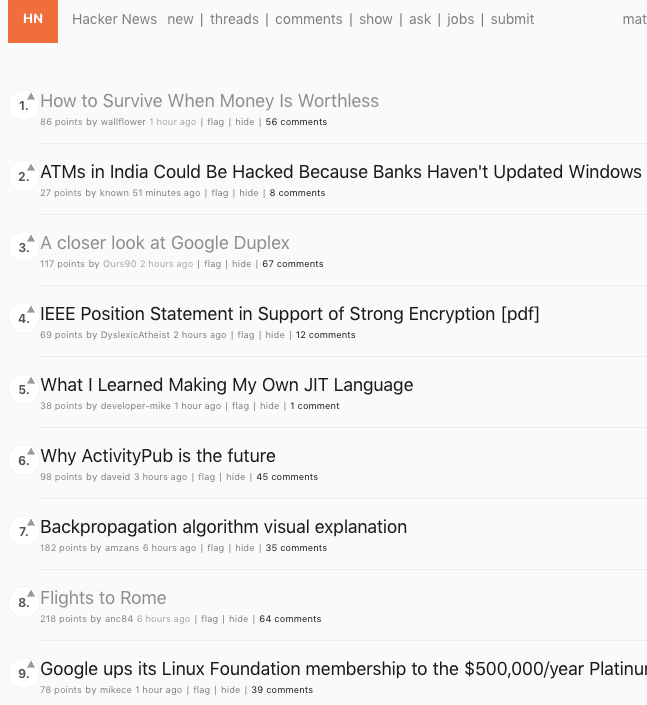 HN Hacker News new | threads | comments | show | ask | jobs | submit mat
1. How to Survive When Money Is Worthless
86 points by wallflower 1 hour ago | flag | hide | 56 comments
2. ATMs in India Could Be Hacked Because Banks Haven't Updated Windows
27 points by known 51 minutes ago | flag | hide | 8 comments
3. A closer look at Google Duplex
117 points by Ours90 2 hours ago | flag | hide | 67 comments
4. IEEE Position Statement in Support of Strong Encryption [pdf]
69 points by DyslexicAtheist 2 hours ago | flag | hide | 12 comments
5. What I Learned Making My Own JIT Language
38 points by developer-mike 1 hour ago | flag | hide | 1 comment
6. Why ActivityPub is the future
98 points by daveid 3 hours ago | flag | hide | 45 comments
7. Backpropagation algorithm visual explanation
182 points by amzans 6 hours ago | flag | hide | 35 comments
8. Flights to Rome
218 points by anc84 6 hours ago | flag | hide | 64 comments
9. Google ups its Linux Foundation membership to the $500,000/year Platinu
78 points by mikece 1 hour ago | flag | hide | 39 comments